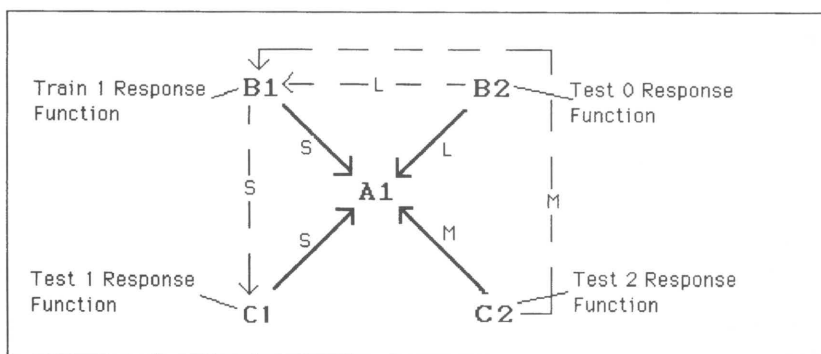 Train 1 Response
Function
B1
L
B2
Test 0 Response
Function
S
L
A1
S
M
S
M
Test 1 Response
Function
C1
C2
Test 2 Response
Function